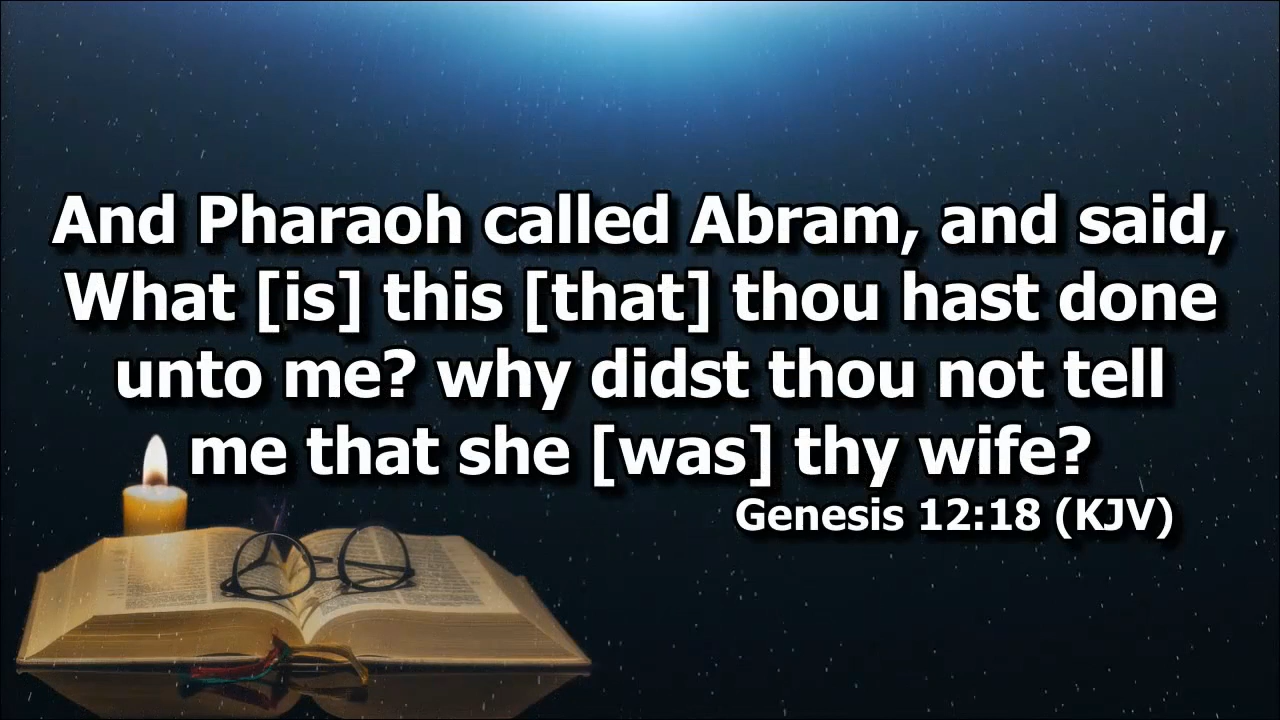 And Pharaoh called Abram, and said,
What [is] this [that] thou hast done
unto me? why didst thou not tell
me that she [was] thy wife?
Genesis 12:18 (KJV)